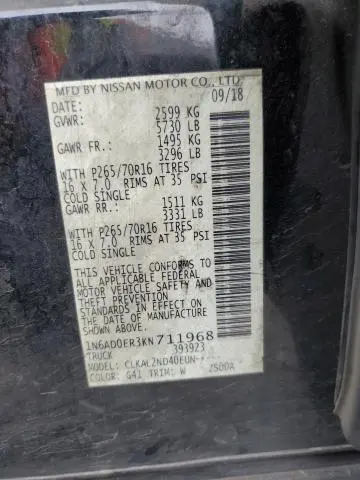 MFD BY NISSAN MOTOR CO., LTD.
DATE: 09/18
GVWR: 2599 KG
5730 LB
GAWR FR.: 1495 KG
3296 LB
WITH P265/70R16 TIRES
16 X 7.0 RIMS AT 35 PSI
COLD SINGLE
GAWR RR.: 1511 KG
3331 LB
WITH P265/70R16 TIRES
16 X 7.0 RIMS AT 35 PSI
COLD SINGLE
THIS VEHICLE CONFORMS TO
ALL APPLICABLE FEDERAL
MOTOR VEHICLE SAFETY AND
THEFT PREVENTION
STANDARDS IN EFFECT ON
THE DATE OF MANUFACTURE
SHOWN ABOVE.
1N6AD0ER3KN711968
TRUCK 393923
MODEL: CLKAL2ND40EUN----
COLOR: G41 TRIM: W 2500A